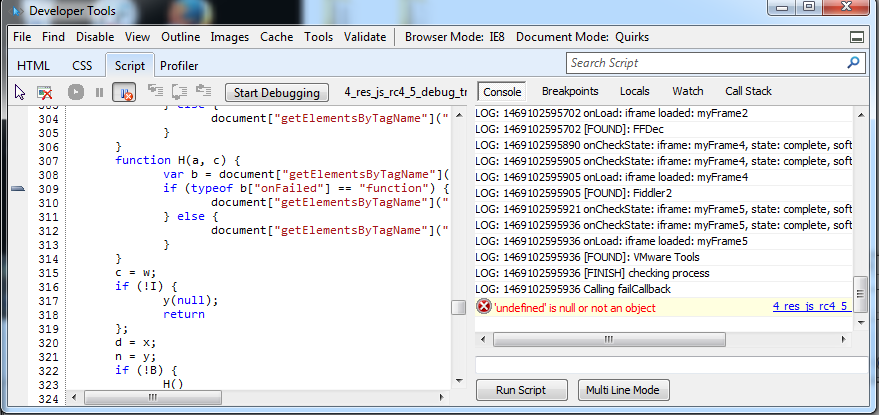 Developer Tools
File Find Disable View Outline Images Cache Tools Validate Browser Mode: IE8 Document Mode: Quirks
HTML CSS Script Profiler
Search Script
Start Debugging 4_res_js_rc4_5_debug_tr
Console Breakpoints Locals Watch Call Stack
303 } else {
304 document["getElementsByTagName"]("
305 }
306 }
307 function H(a, c) {
308 var b = document["getElementsByTagName"](
309 if (typeof b["onFailed"] == "function") {
310 document["getElementsByTagName"]("
311 } else {
312 document["getElementsByTagName"]("
313 }
314 }
315 c = w;
316 if (!I) {
317 y(null);
318 return
319 };
320 d = x;
321 n = y;
322 if (!B) {
323 H()
324
LOG: 1469102595702 onLoad: iframe loaded: myFrame2
LOG: 1469102595702 [FOUND]: FFDec
LOG: 1469102595890 onCheckState: iframe: myFrame4, state: complete, soft
LOG: 1469102595905 onCheckState: iframe: myFrame4, state: complete, soft
LOG: 1469102595905 onLoad: iframe loaded: myFrame4
LOG: 1469102595905 [FOUND]: Fiddler2
LOG: 1469102595921 onCheckState: iframe: myFrame5, state: complete, soft
LOG: 1469102595936 onCheckState: iframe: myFrame5, state: complete, soft
LOG: 1469102595936 onLoad: iframe loaded: myFrame5
LOG: 1469102595936 [FOUND]: VMware Tools
LOG: 1469102595936 [FINISH] checking process
LOG: 1469102595936 Calling failCallback
'undefined' is null or not an object 4_res_js_rc4_5_
Run Script Multi Line Mode